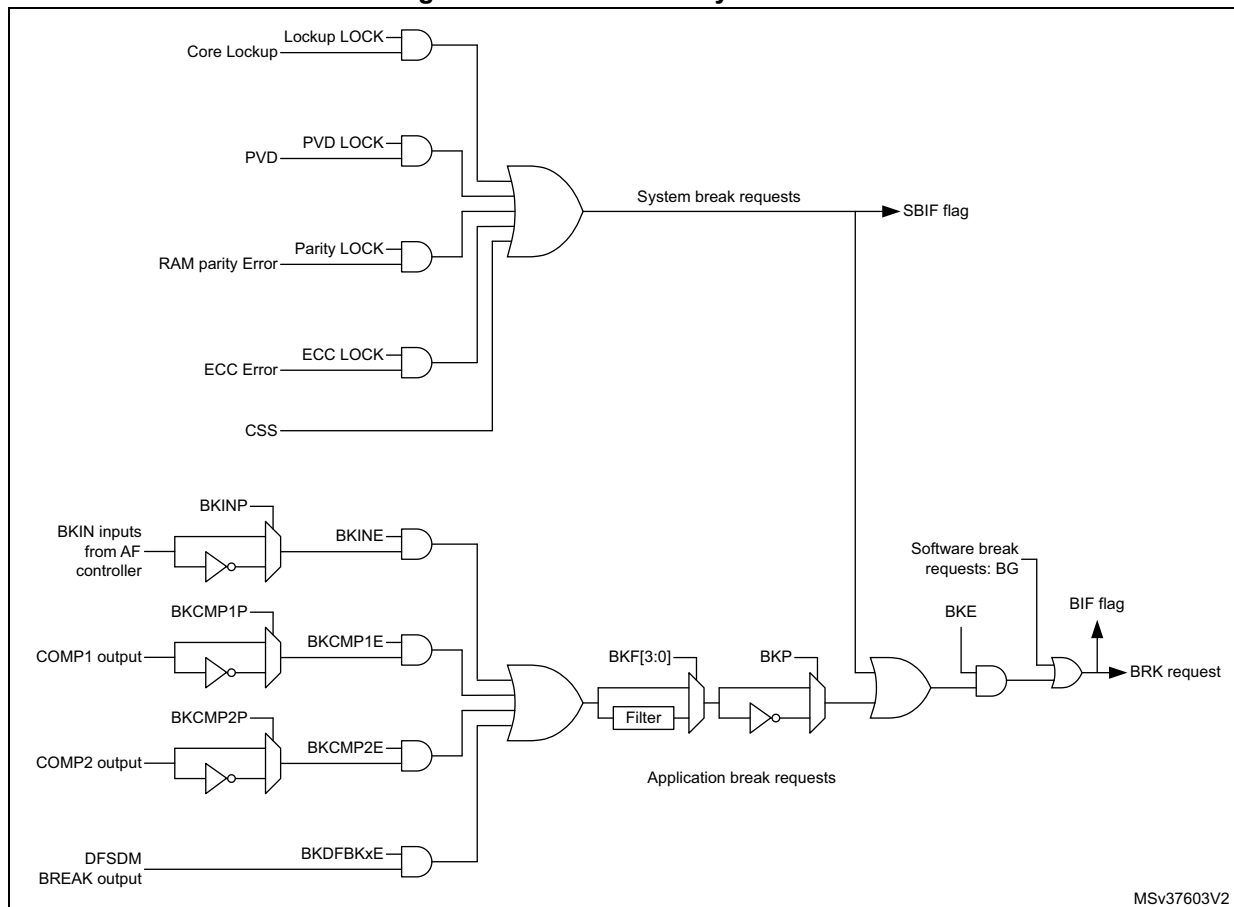 Lockup LOCK
Core Lockup
PVD LOCK
PVD
System break requests
SBIF flag
Parity LOCK
RAM parity Error
ECC LOCK
ECC Error
CSS
BKINP
BKIN inputs
from AF
controller
BKINE
Software break
requests: BG
BKCMP1P
BIF flag
BKE
COMP1 output
BKCMP1E
BKF[3:0]
BKP
BRK request
Filter
BKCMP2P
BKCMP2E
COMP2 output
Application break requests
DFSDM
BREAK output
BKDFBKxE
MSv37603V2